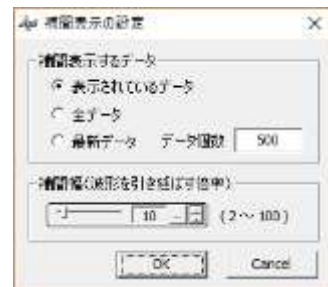 補間表示の設定
補間表示するデータ
表示されているデータ
全データ
最新データ データ個数 500
補間幅(波形を引き延ばす倍率)
10 (2～100)
OK Cancel